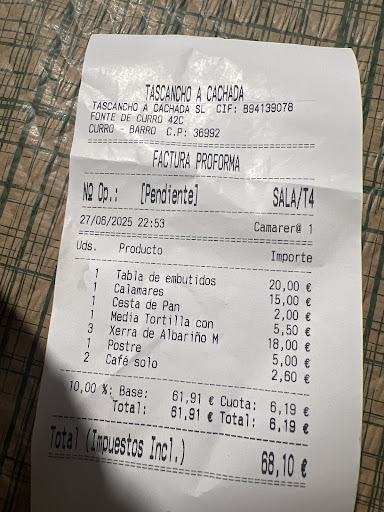 TASCANCHO A CACHADA
TASCANCHO A CACHADA SL CIF: B94139078
FONTE DE CURRO 42C
CURRO - BARRO C.P: 36992
FACTURA PROFORMA
Nº Op.: [Pendiente] SALA/T4
27/06/2025 22:53 Camarer@ 1
Uds. Producto Importe
1 Tabla de embutidos 20,00 €
1 Calamares 15,00 €
1 Cesta de Pan 2,00 €
1 Media Tortilla con 5,50 €
3 Xerra de Albariño M 18,00 €
1 Postre 5,00 €
2 Café solo 2,60 €
10,00 %: Base: 61,91 € Cuota: 6,19 €
Total: 61,91 € Total: 6,19 €
Total (Impuestos Incl.) 68,10 €